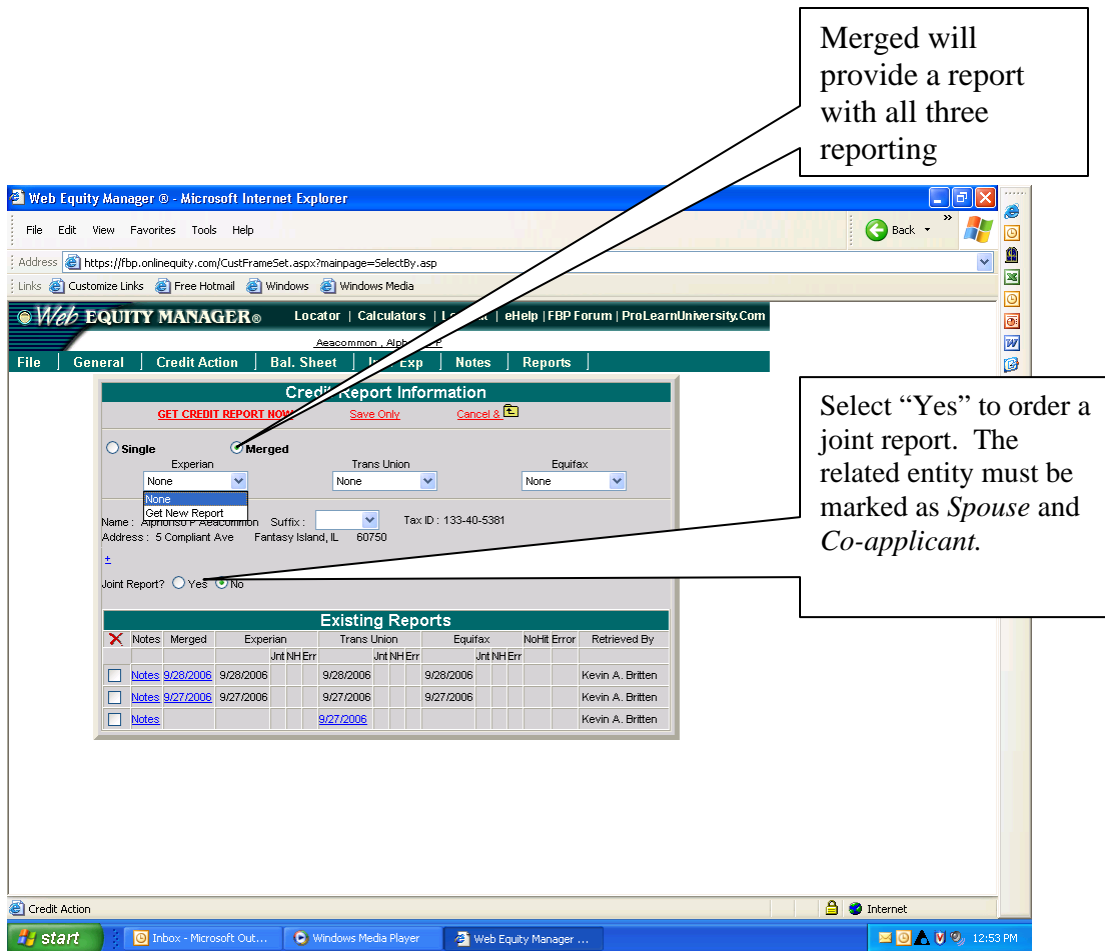 Merged will
provide a report
with all three
reporting
Web Equity Manager ® - Microsoft Internet Explorer
File Edit View Favorites Tools Help
Back »
Address https://fbp.onlinequity.com/CustFrameSet.aspx?mainpage=SelectBy.asp
Links Customize Links Free Hotmail Windows Windows Media
Web EQUITY MANAGER® Locator | Calculators | | eHelp | FBP Forum | ProLearnUniversity.Com
Aeacommon , P
File | General | Credit Action | Bal. Sheet | Exp | Notes | Reports |
Credit Report Information
GET CREDIT REPORT NOW Save Only Cancel &
Single Merged
Experian Trans Union Equifax
None None None
None
Get New Report
Name : Alphonso P Aeacommon Suffix : Tax ID : 133-40-5381
Address : 5 Compliant Ave Fantasy Island, IL 60750
+
Joint Report? Yes No
Select “Yes” to order a
joint report. The
related entity must be
marked as Spouse and
Co-applicant.
Existing Reports
X Notes Merged Experian Trans Union Equifax NoHit Error Retrieved By
Jnt NH Err Jnt NH Err Jnt NH Err
Notes 9/28/2006 9/28/2006 9/28/2006 9/28/2006 Kevin A. Britten
Notes 9/27/2006 9/27/2006 9/27/2006 9/27/2006 Kevin A. Britten
Notes 9/27/2006 Kevin A. Britten
Credit Action Internet
start Inbox - Microsoft Out... Windows Media Player Web Equity Manager ... 12:53 PM